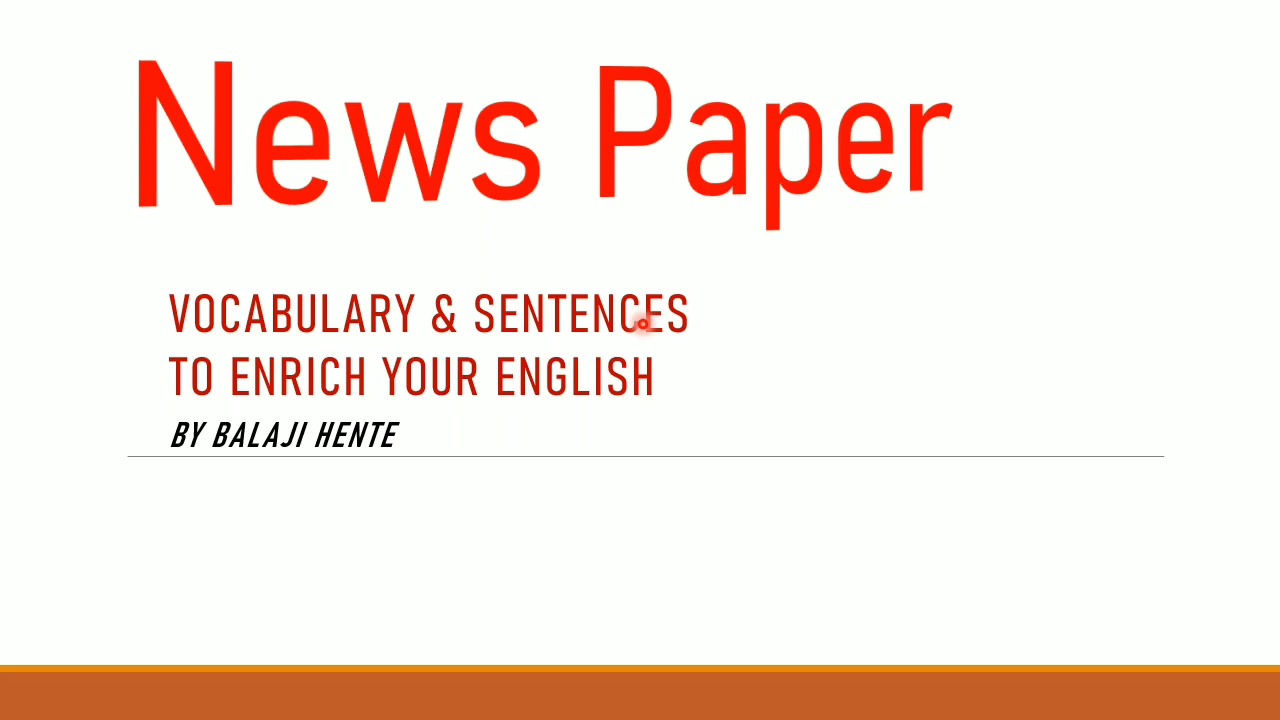 News Paper
VOCABULARY & SENTENCES
TO ENRICH YOUR ENGLISH
BY BALAJI HENTE